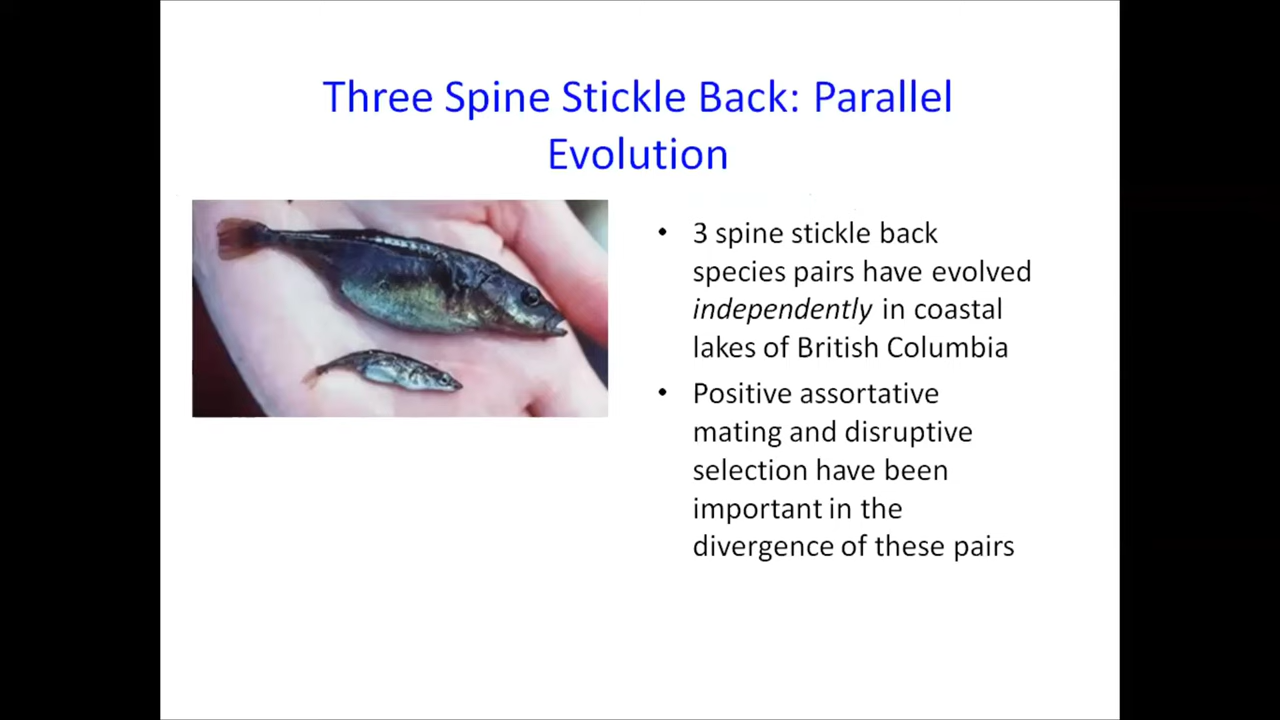 Three Spine Stickle Back: Parallel
Evolution
• 3 spine stickle back
species pairs have evolved
independently in coastal
lakes of British Columbia
• Positive assortative
mating and disruptive
selection have been
important in the
divergence of these pairs